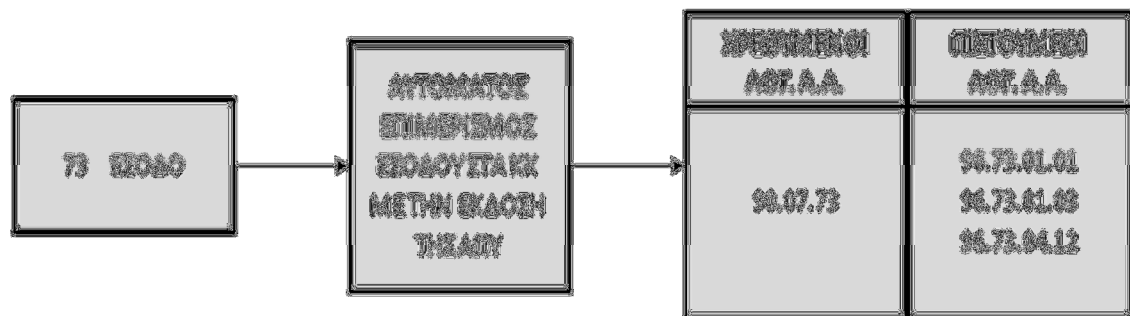 73 ΕΣΟΔΟ
ΑΥΤΟΜΑΤΟΣ
ΕΠΙΜΕΡΙΣΜΟΣ
ΕΣΟΔΟΥ ΣΤΑ ΚΚ
ΜΕ ΤΗΝ ΕΚΔΟΣΗ
ΤΗΣ ΑΠΥ
ΧΡΕΩΜΕΝΟΙ
ΛΟΓ. Α.Λ.
ΠΙΣΤΟΥΜΕΝΟΙ
ΛΟΓ. Α.Λ.
90.07.73
96.73.01.01
96.73.01.03
96.73.04.12